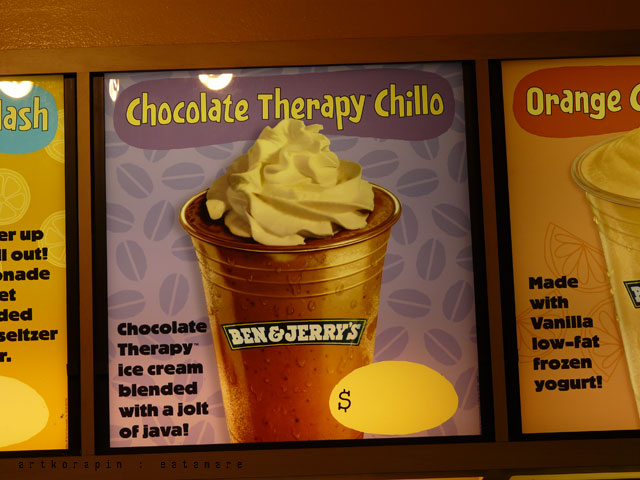 lash
er up
ll out!
onade
et
ded
seltzer
r.
Chocolate Therapy™ Chillo
BEN & JERRY'S
Chocolate
Therapy™
ice cream
blended
with a jolt
of java!
$
Orange C
Made
with
Vanilla
low-fat
frozen
yogurt!
B
artkorapin : estamore